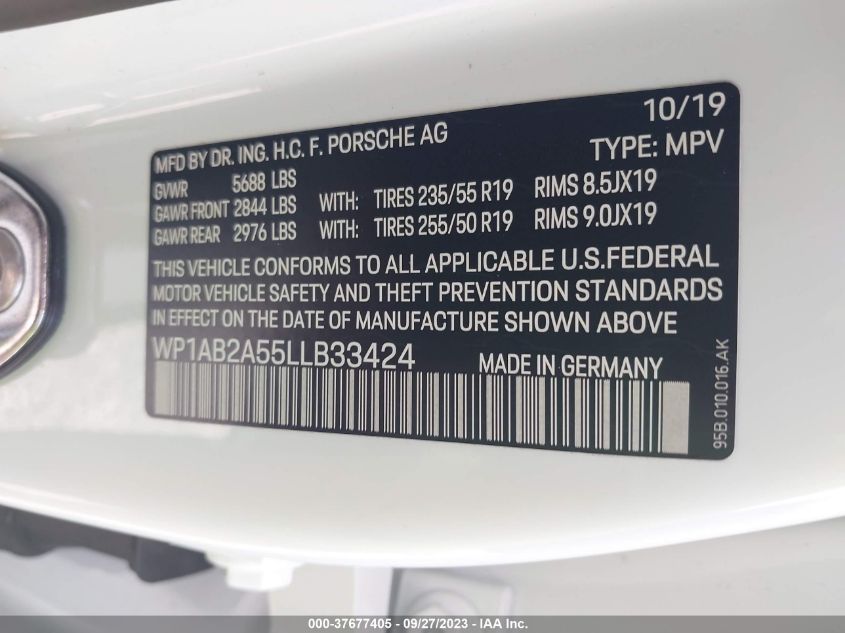 10/19
MFD BY DR. ING. H.C. F. PORSCHE AG TYPE: MPV
GVWR 5688 LBS
GAWR FRONT 2844 LBS WITH: TIRES 235/55 R19 RIMS 8.5JX19
GAWR REAR 2976 LBS WITH: TIRES 255/50 R19 RIMS 9.0JX19
THIS VEHICLE CONFORMS TO ALL APPLICABLE U.S.FEDERAL
MOTOR VEHICLE SAFETY AND THEFT PREVENTION STANDARDS
IN EFFECT ON THE DATE OF MANUFACTURE SHOWN ABOVE
WP1AB2A55LLB33424 MADE IN GERMANY
95B.010.016.AK
000-37677405 - 09/27/2023 - IAA Inc.